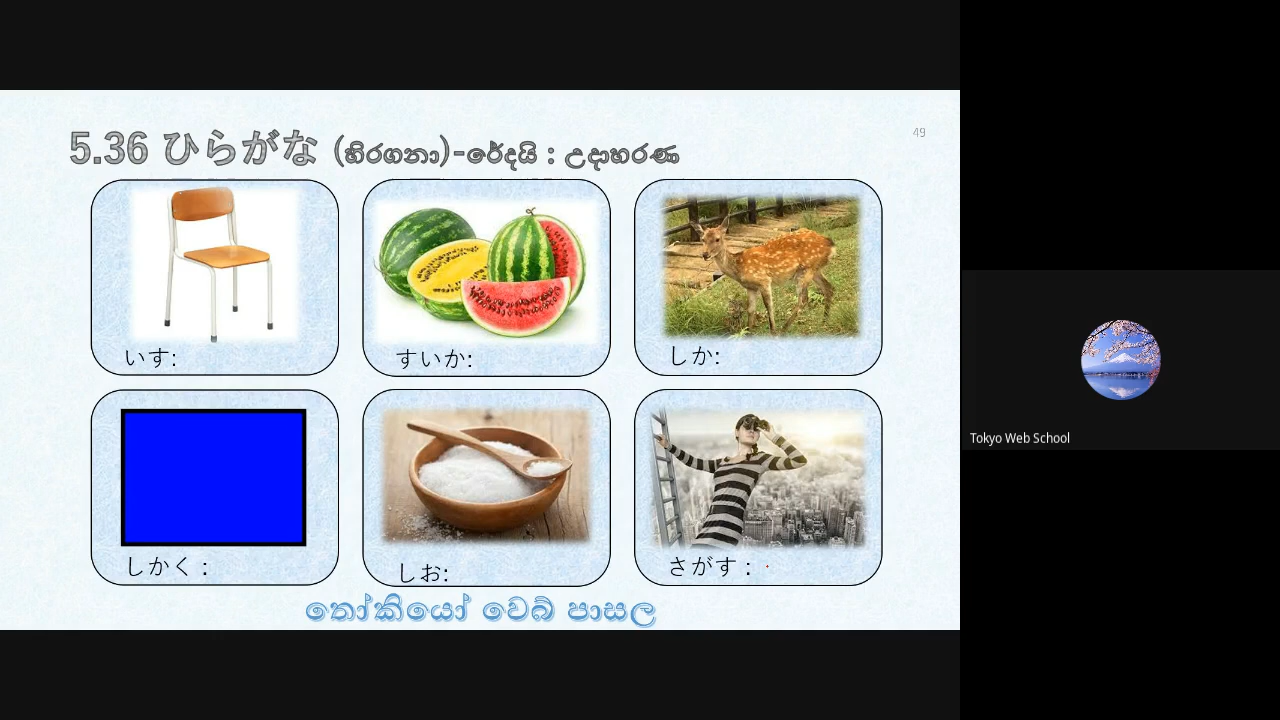 49
5.36 ひらがな (හිරගනා)-රේදයි : උදාහරණ
いす:
すいか:
しか:
しかく :
しお:
さがす :
තෝකියෝ වෙබ් පාසල
Tokyo Web School